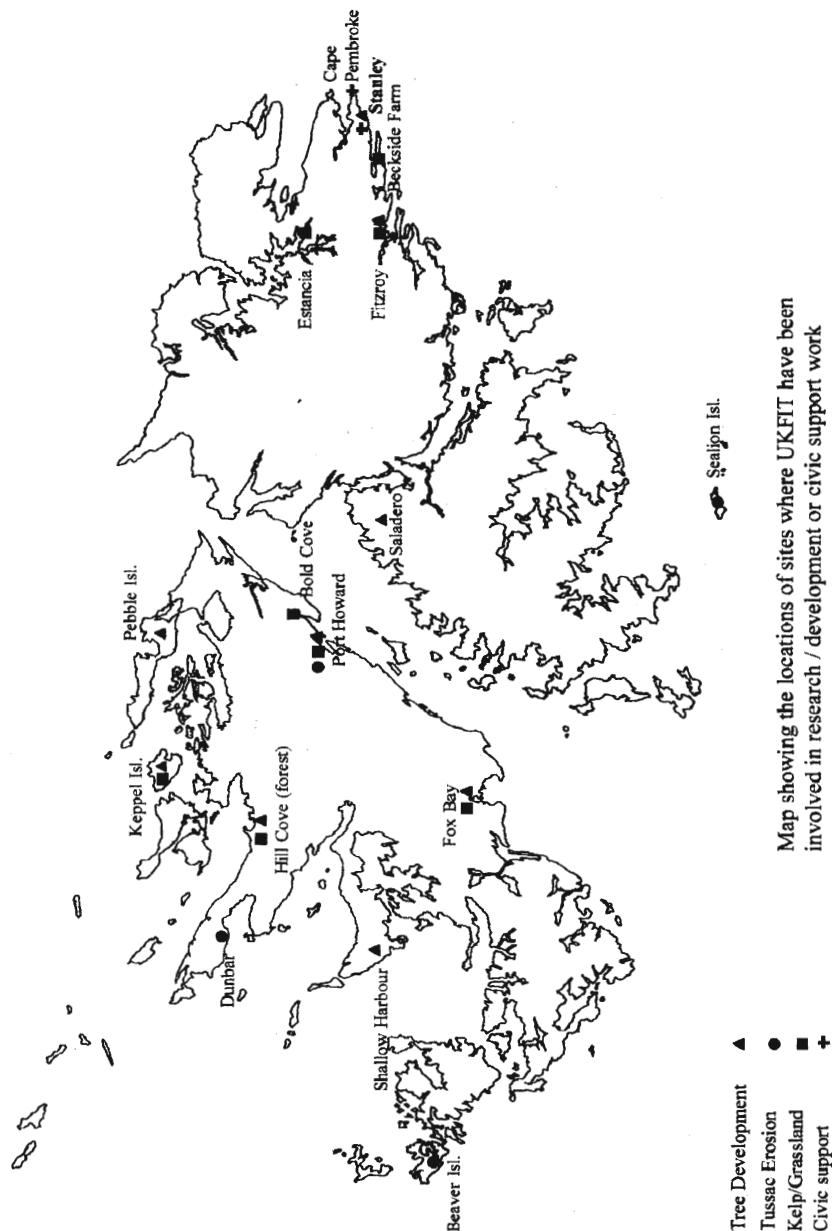 Pebble Isl.
Keppel Isl.
Hill Cove (forest)
Dunbar
Shallow Harbour
Beaver Isl.
Fox Bay
Bold Cove
Port Howard
Saladero
Estancia
Fitzroy
Cape
Pembroke
Stanley
Beckside Farm
Sealion Isl.
Tree Development
Tussac Erosion
Kelp/Grassland
Civic support
Map showing the locations of sites where UKFIT have been
involved in research / development or civic support work